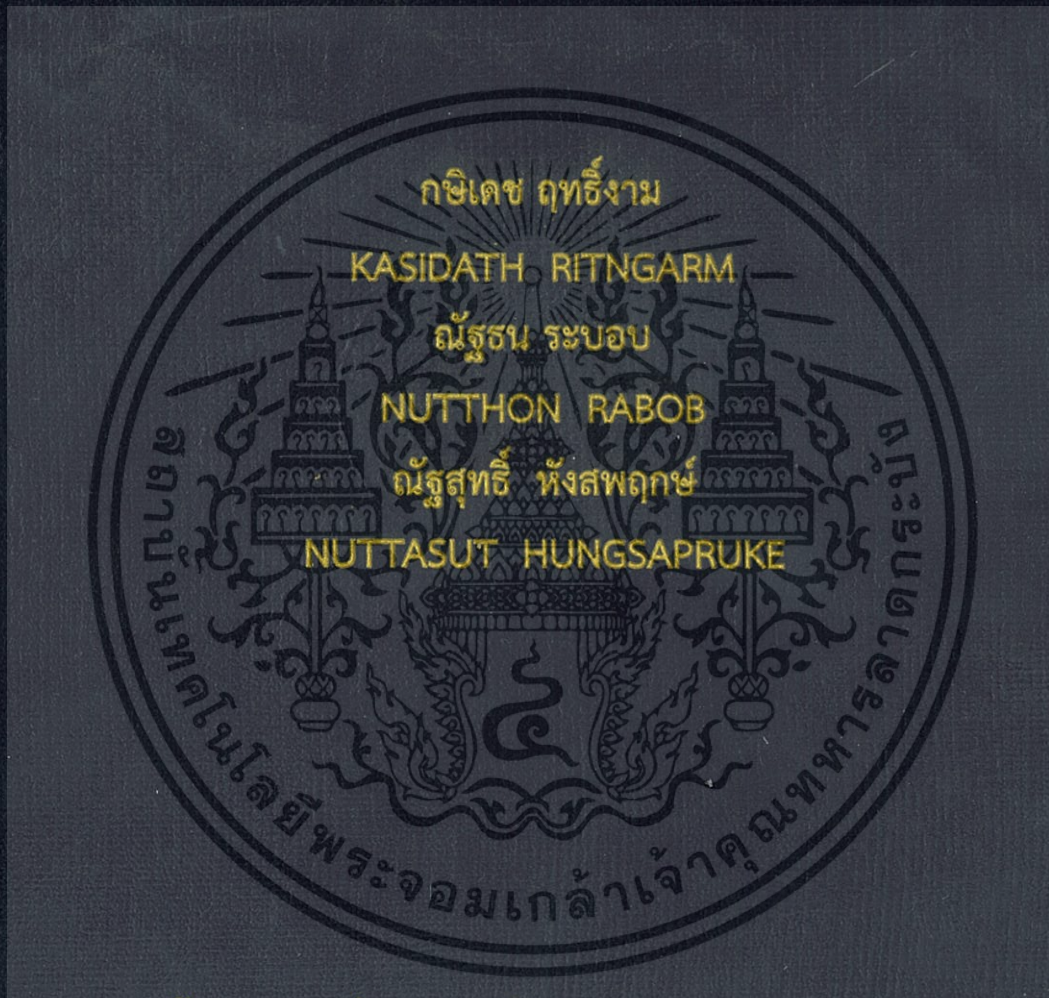 กษิเดช ฤทธิ์งาม
KASIDATH RITNGARM
ณัฐธน ระบอบ
NUTTHON RABOB
ณัฐสุทธิ์ หังสพฤกษ์
NUTTASUT HUNGSAPRUKE
๔
สถาบันเทคโนโลยีพระจอมเกล้าเจ้าคุณทหารลาดกระบัง